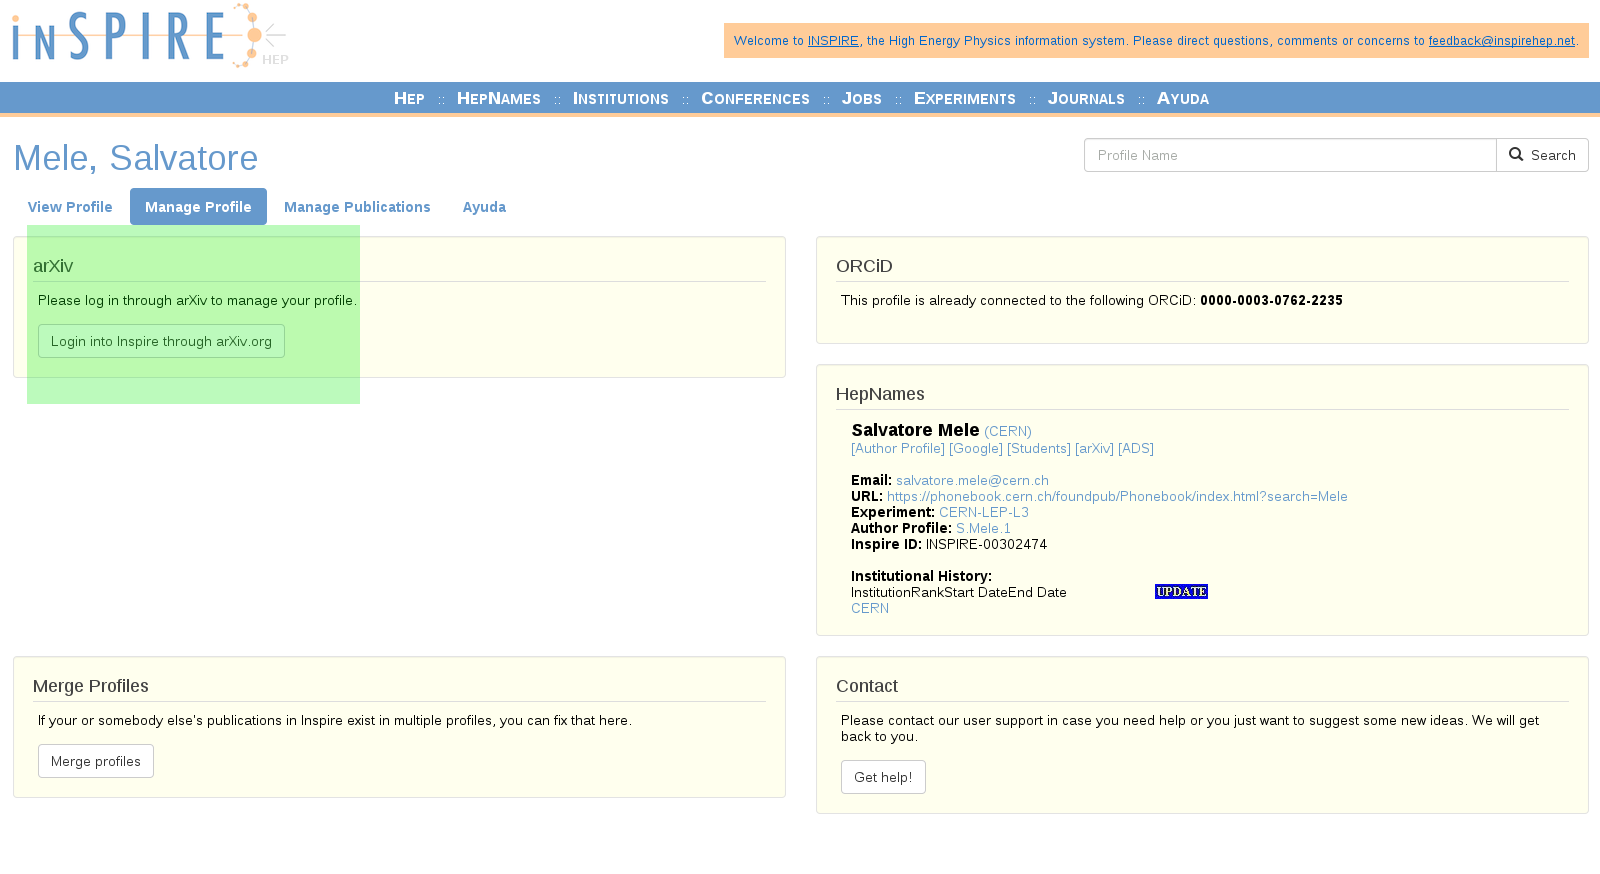 inSPIRE HEP
Welcome to INSPIRE, the High Energy Physics information system. Please direct questions, comments or concerns to feedback@inspirehep.net.
HEP :: HEPNAMES :: INSTITUTIONS :: CONFERENCES :: JOBS :: EXPERIMENTS :: JOURNALS :: AYUDA
Mele, Salvatore
Profile Name
Search
View Profile
Manage Profile
Manage Publications
Ayuda
arXiv
Please log in through arXiv to manage your profile.
Login into Inspire through arXiv.org
ORCiD
This profile is already connected to the following ORCiD: 0000-0003-0762-2235
HepNames
Salvatore Mele (CERN)
[Author Profile] [Google] [Students] [arXiv] [ADS]
Email: salvatore.mele@cern.ch
URL: https://phonebook.cern.ch/foundpub/Phonebook/index.html?search=Mele
Experiment: CERN-LEP-L3
Author Profile: S.Mele.1
Inspire ID: INSPIRE-00302474
Institutional History:
InstitutionRankStart DateEnd Date
UPDATE
CERN
Merge Profiles
If your or somebody else's publications in Inspire exist in multiple profiles, you can fix that here.
Merge profiles
Contact
Please contact our user support in case you need help or you just want to suggest some new ideas. We will get
back to you.
Get help!